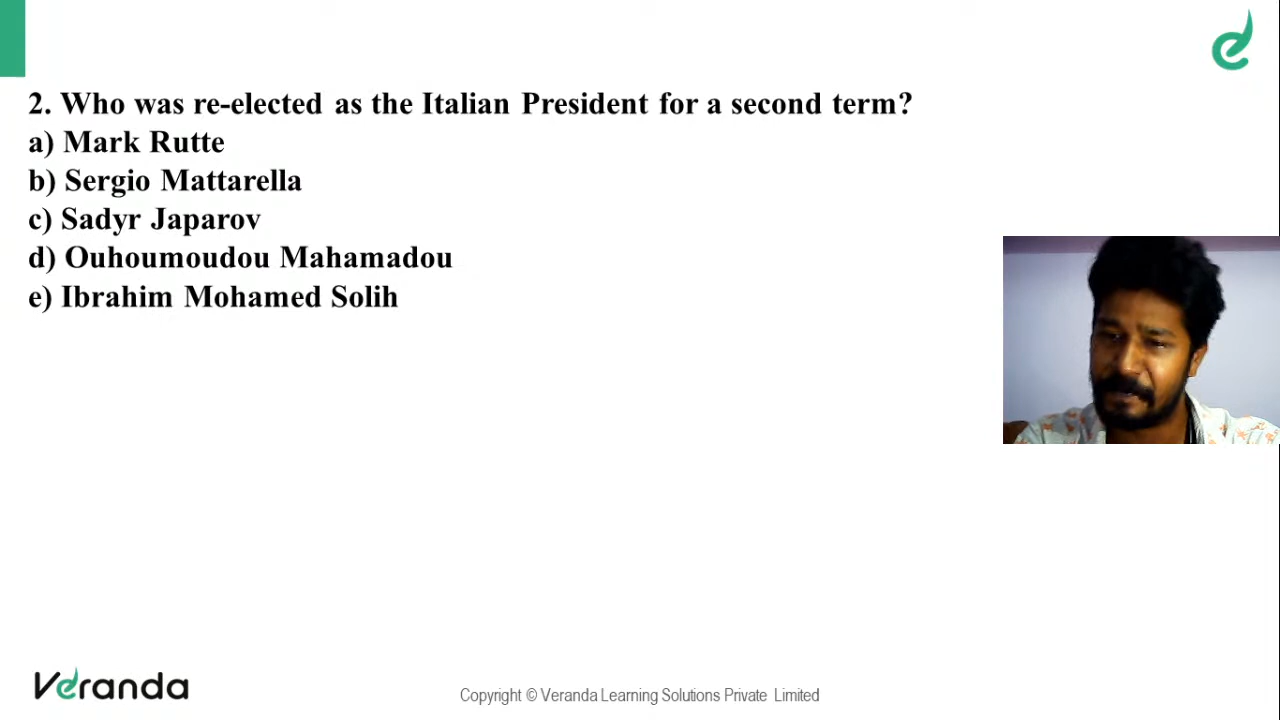 2. Who was re-elected as the Italian President for a second term?
a) Mark Rutte
b) Sergio Mattarella
c) Sadyr Japarov
d) Ouhoumoudou Mahamadou
e) Ibrahim Mohamed Solih
Veranda
Copyright © Veranda Learning Solutions Private Limited